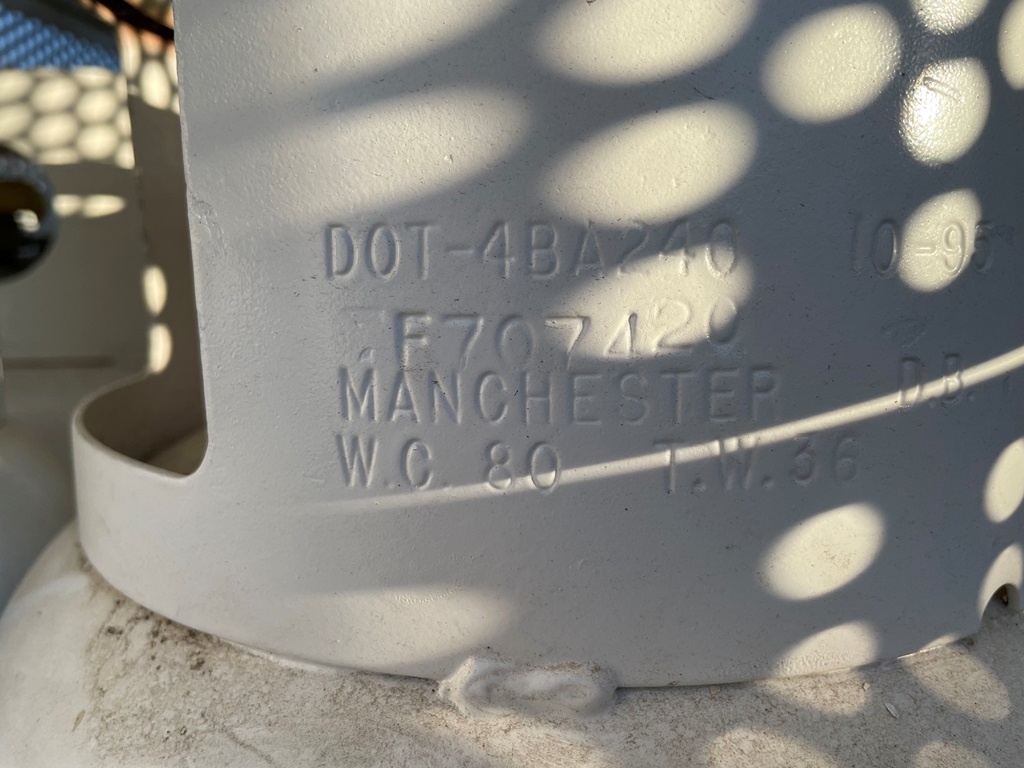 DOT-4BA240 10-95
F707420
MANCHESTER D.B.
W.C. 80 T.W. 36